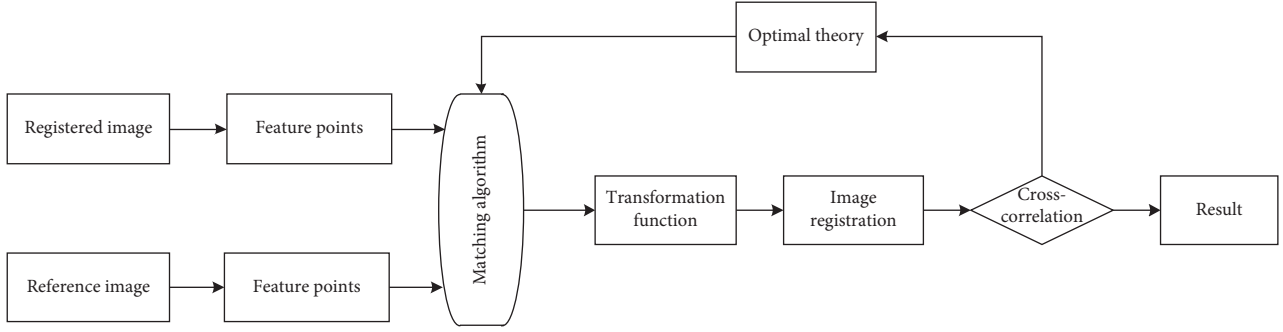 Optimal theory
Registered image
Feature points
Matching algorithm
Transformation
function
Image
registration
Cross-
correlation
Result
Reference image
Feature points